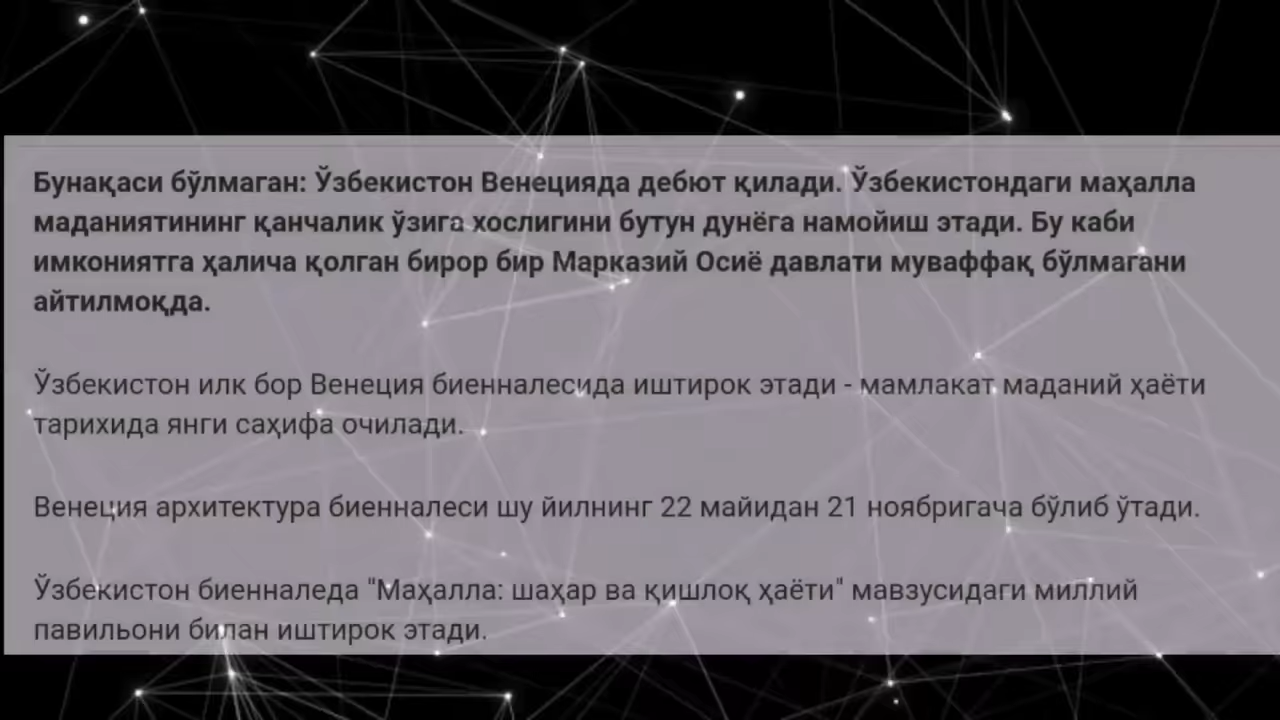 Бунақаси бўлмаган: Ўзбекистон Венецияда дебют қилади. Ўзбекистондаги маҳалла
маданиятининг қанчалик ўзига хослигини бутун дунёга намойиш этади. Бу каби
имкониятга ҳалича қолган бирор бир Марказий Осиё давлати муваффақ бўлмагани
айтилмоқда.
Ўзбекистон илк бор Венеция биенналесида иштирок этади - мамлакат маданий ҳаёти
тарихида янги саҳифа очилади.
Венеция архитектура биенналеси шу йилнинг 22 майидан 21 ноябригача бўлиб ўтади.
Ўзбекистон биенналеда "Маҳалла: шаҳар ва қишлоқ ҳаёти" мавзусидаги миллий
павильони билан иштирок этади.